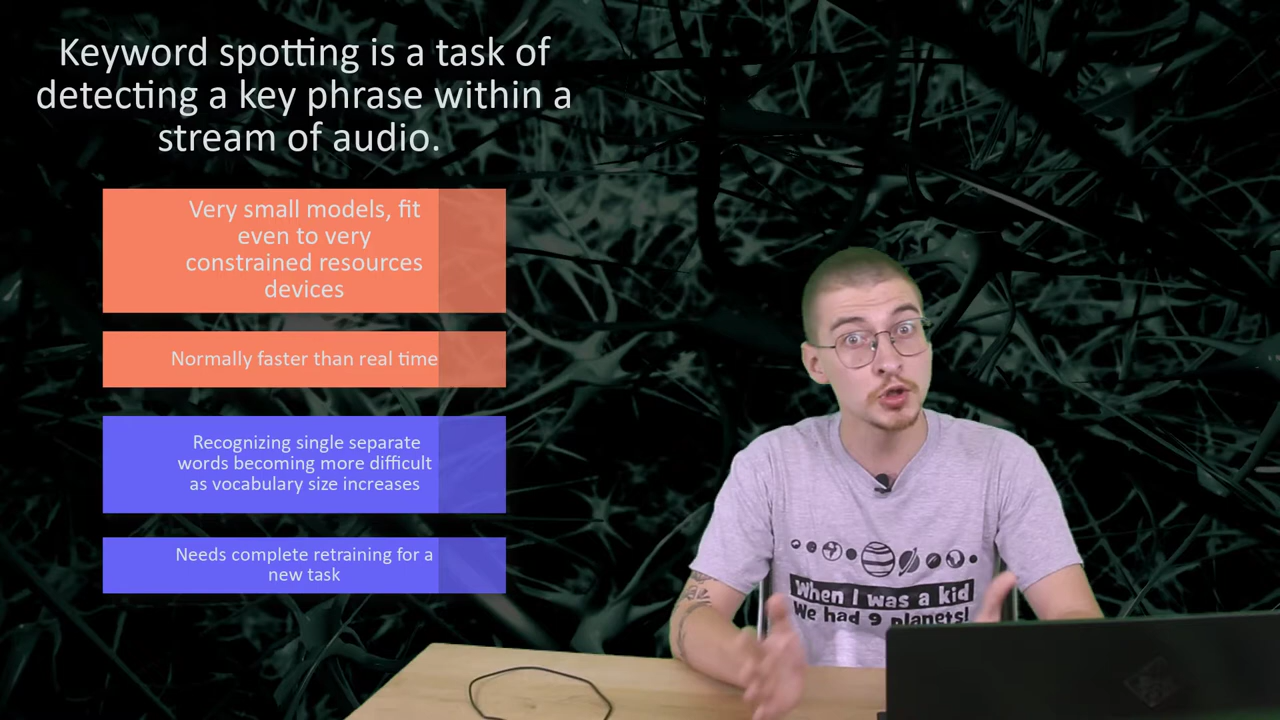 Keyword spotting is a task of
detecting a key phrase within a
stream of audio.
Very small models, fit
even to very
constrained resources
devices
Normally faster than real time
Recognizing single separate
words becoming more difficult
as vocabulary size increases
Needs complete retraining for a
new task
When I was a kid
We had 9 planets!